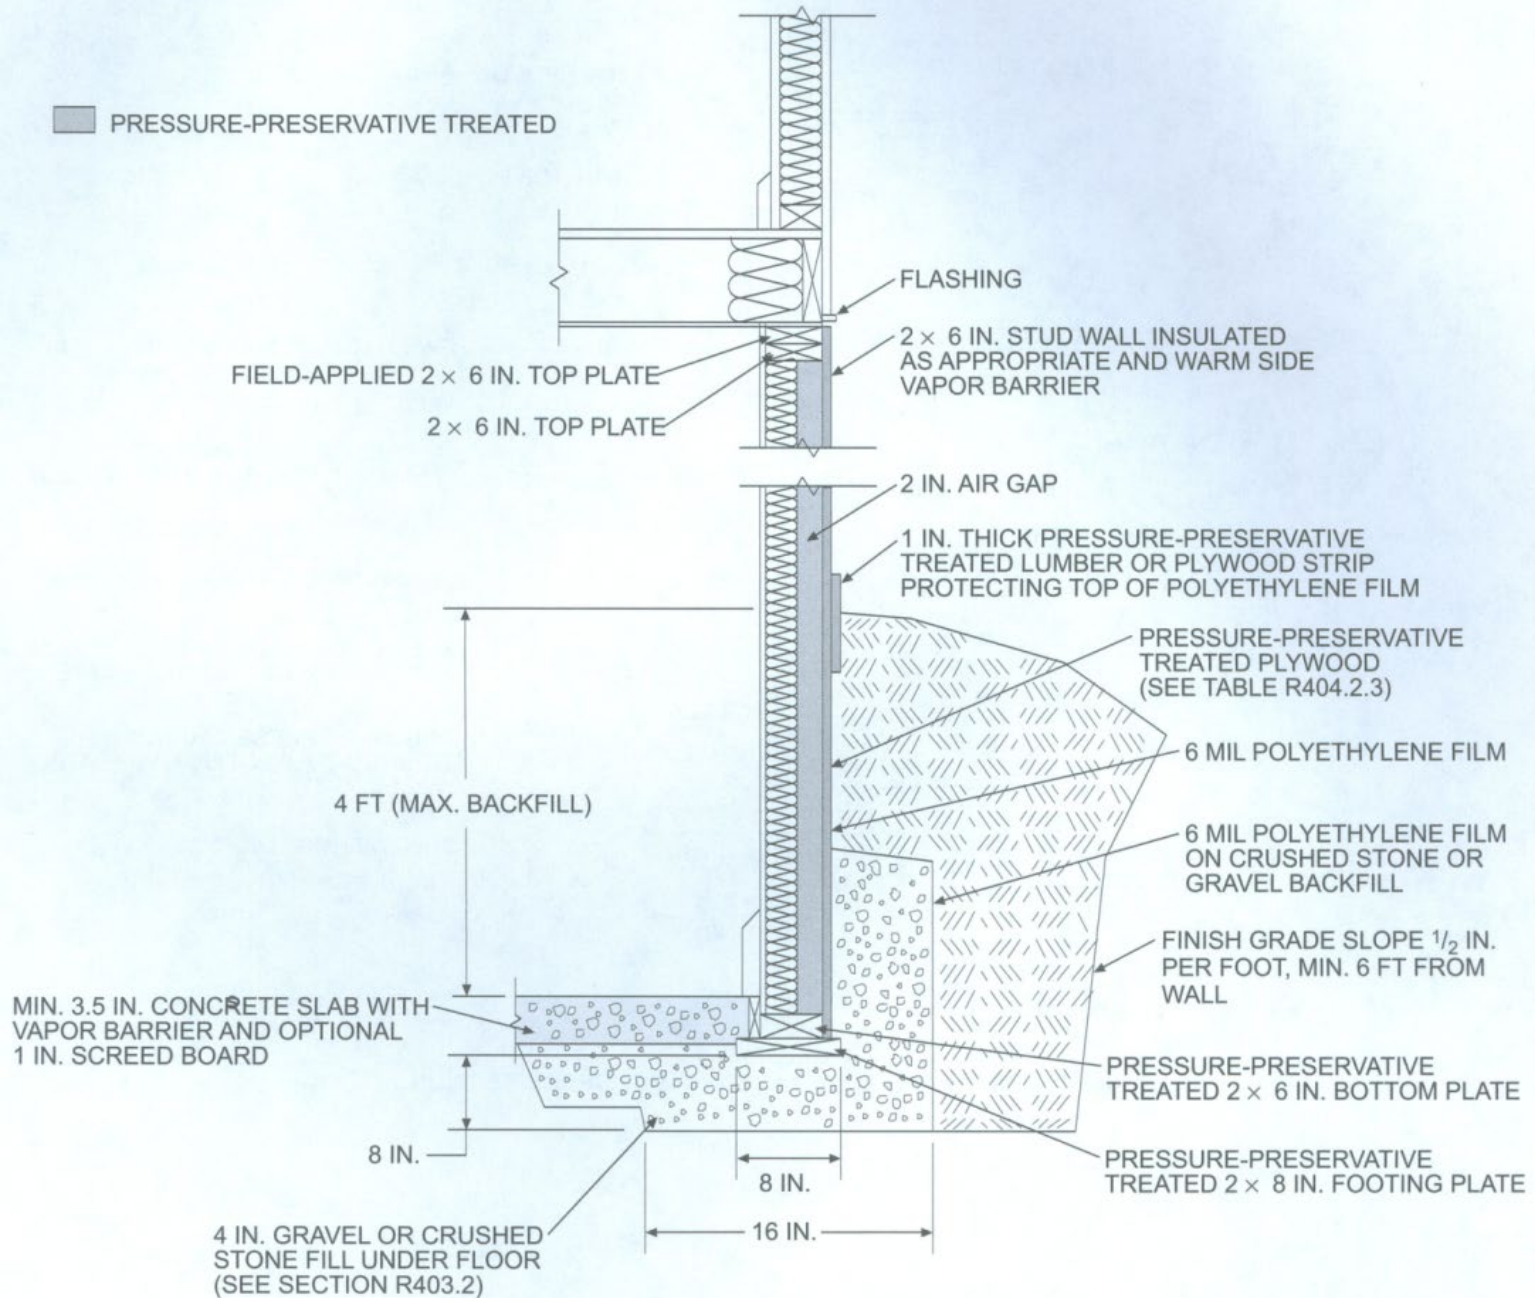 PRESSURE-PRESERVATIVE TREATED
FLASHING
2 × 6 IN. STUD WALL INSULATED
AS APPROPRIATE AND WARM SIDE
VAPOR BARRIER
FIELD-APPLIED 2 × 6 IN. TOP PLATE
2 × 6 IN. TOP PLATE
2 IN. AIR GAP
1 IN. THICK PRESSURE-PRESERVATIVE
TREATED LUMBER OR PLYWOOD STRIP
PROTECTING TOP OF POLYETHYLENE FILM
PRESSURE-PRESERVATIVE
TREATED PLYWOOD
(SEE TABLE R404.2.3)
6 MIL POLYETHYLENE FILM
4 FT (MAX. BACKFILL)
6 MIL POLYETHYLENE FILM
ON CRUSHED STONE OR
GRAVEL BACKFILL
FINISH GRADE SLOPE 1/2 IN.
PER FOOT, MIN. 6 FT FROM
WALL
MIN. 3.5 IN. CONCRETE SLAB WITH
VAPOR BARRIER AND OPTIONAL
1 IN. SCREED BOARD
PRESSURE-PRESERVATIVE
TREATED 2 × 6 IN. BOTTOM PLATE
8 IN.
8 IN.
PRESSURE-PRESERVATIVE
TREATED 2 × 8 IN. FOOTING PLATE
16 IN.
4 IN. GRAVEL OR CRUSHED
STONE FILL UNDER FLOOR
(SEE SECTION R403.2)